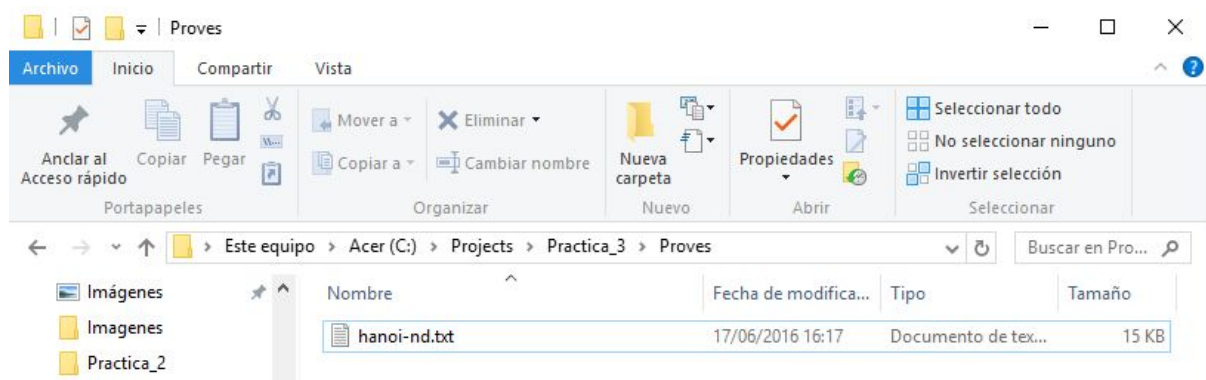 Proves
Archivo Inicio Compartir Vista
Anclar al Acceso rápido
Copiar
Pegar
Portapapeles
Mover a
Copiar a
Eliminar
Cambiar nombre
Organizar
Nueva carpeta
Nuevo
Propiedades
Abrir
Seleccionar todo
No seleccionar ninguno
Invertir selección
Seleccionar
Este equipo > Acer (C:) > Projects > Practica_3 > Proves
Buscar en Pro...
Imágenes
Imagenes
Practica_2
Nombre Fecha de modifica... Tipo Tamaño
hanoi-nd.txt 17/06/2016 16:17 Documento de tex... 15 KB